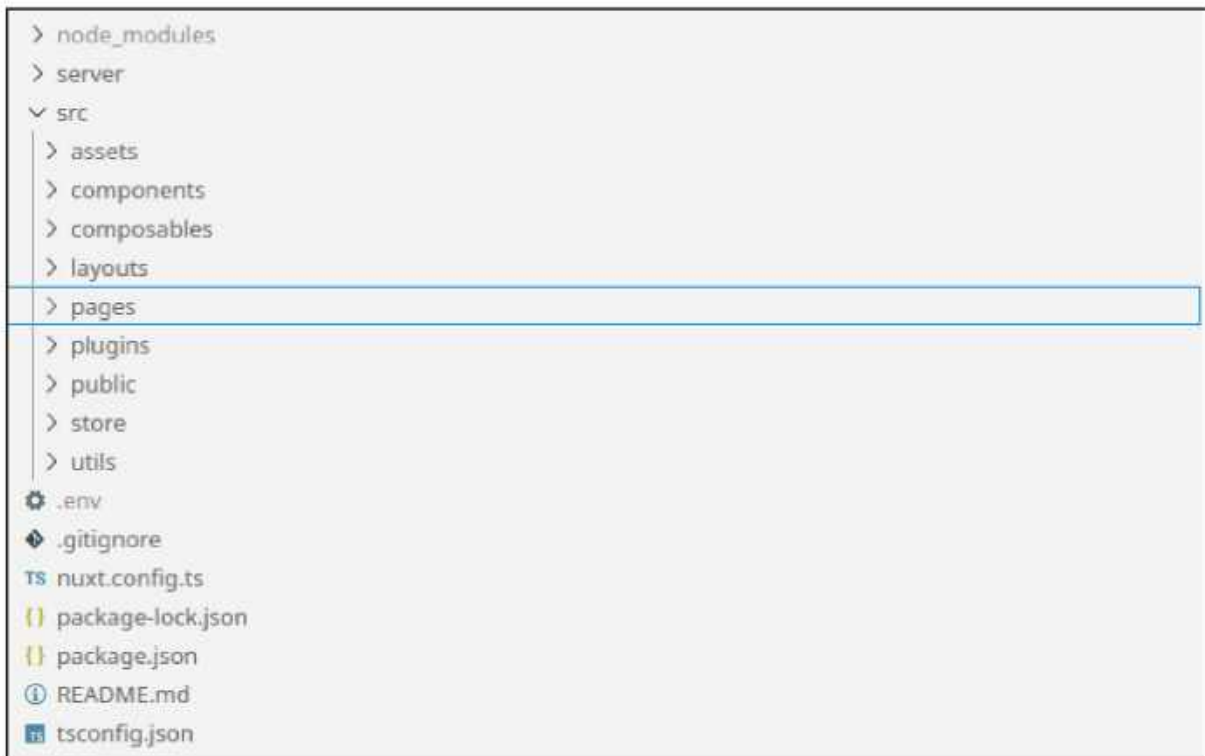 node_modules
server
src
assets
components
composables
layouts
pages
plugins
public
store
utils
.env
.gitignore
TS nuxt.config.ts
{} package-lock.json
{} package.json
README.md
TS tsconfig.json